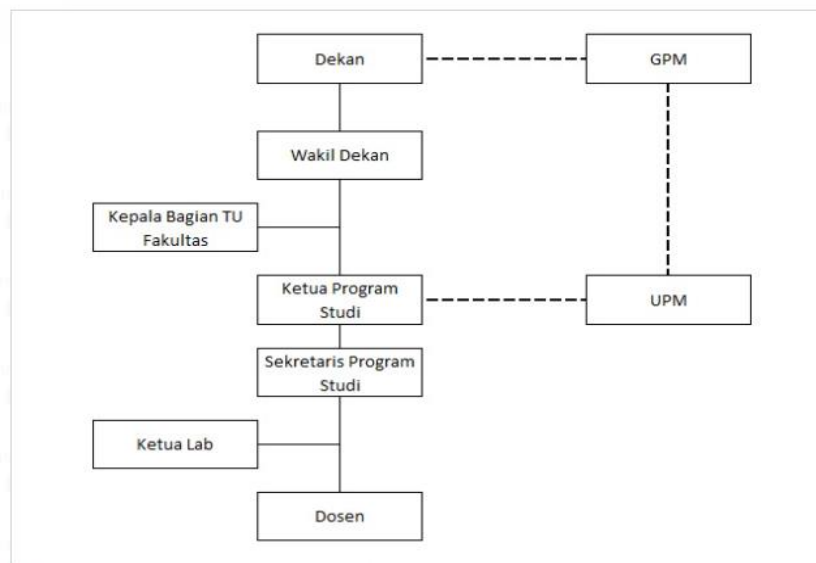 Dekan
GPM
Wakil Dekan
Kepala Bagian TU
Fakultas
Ketua Program
Studi
UPM
Sekretaris Program
Studi
Ketua Lab
Dosen